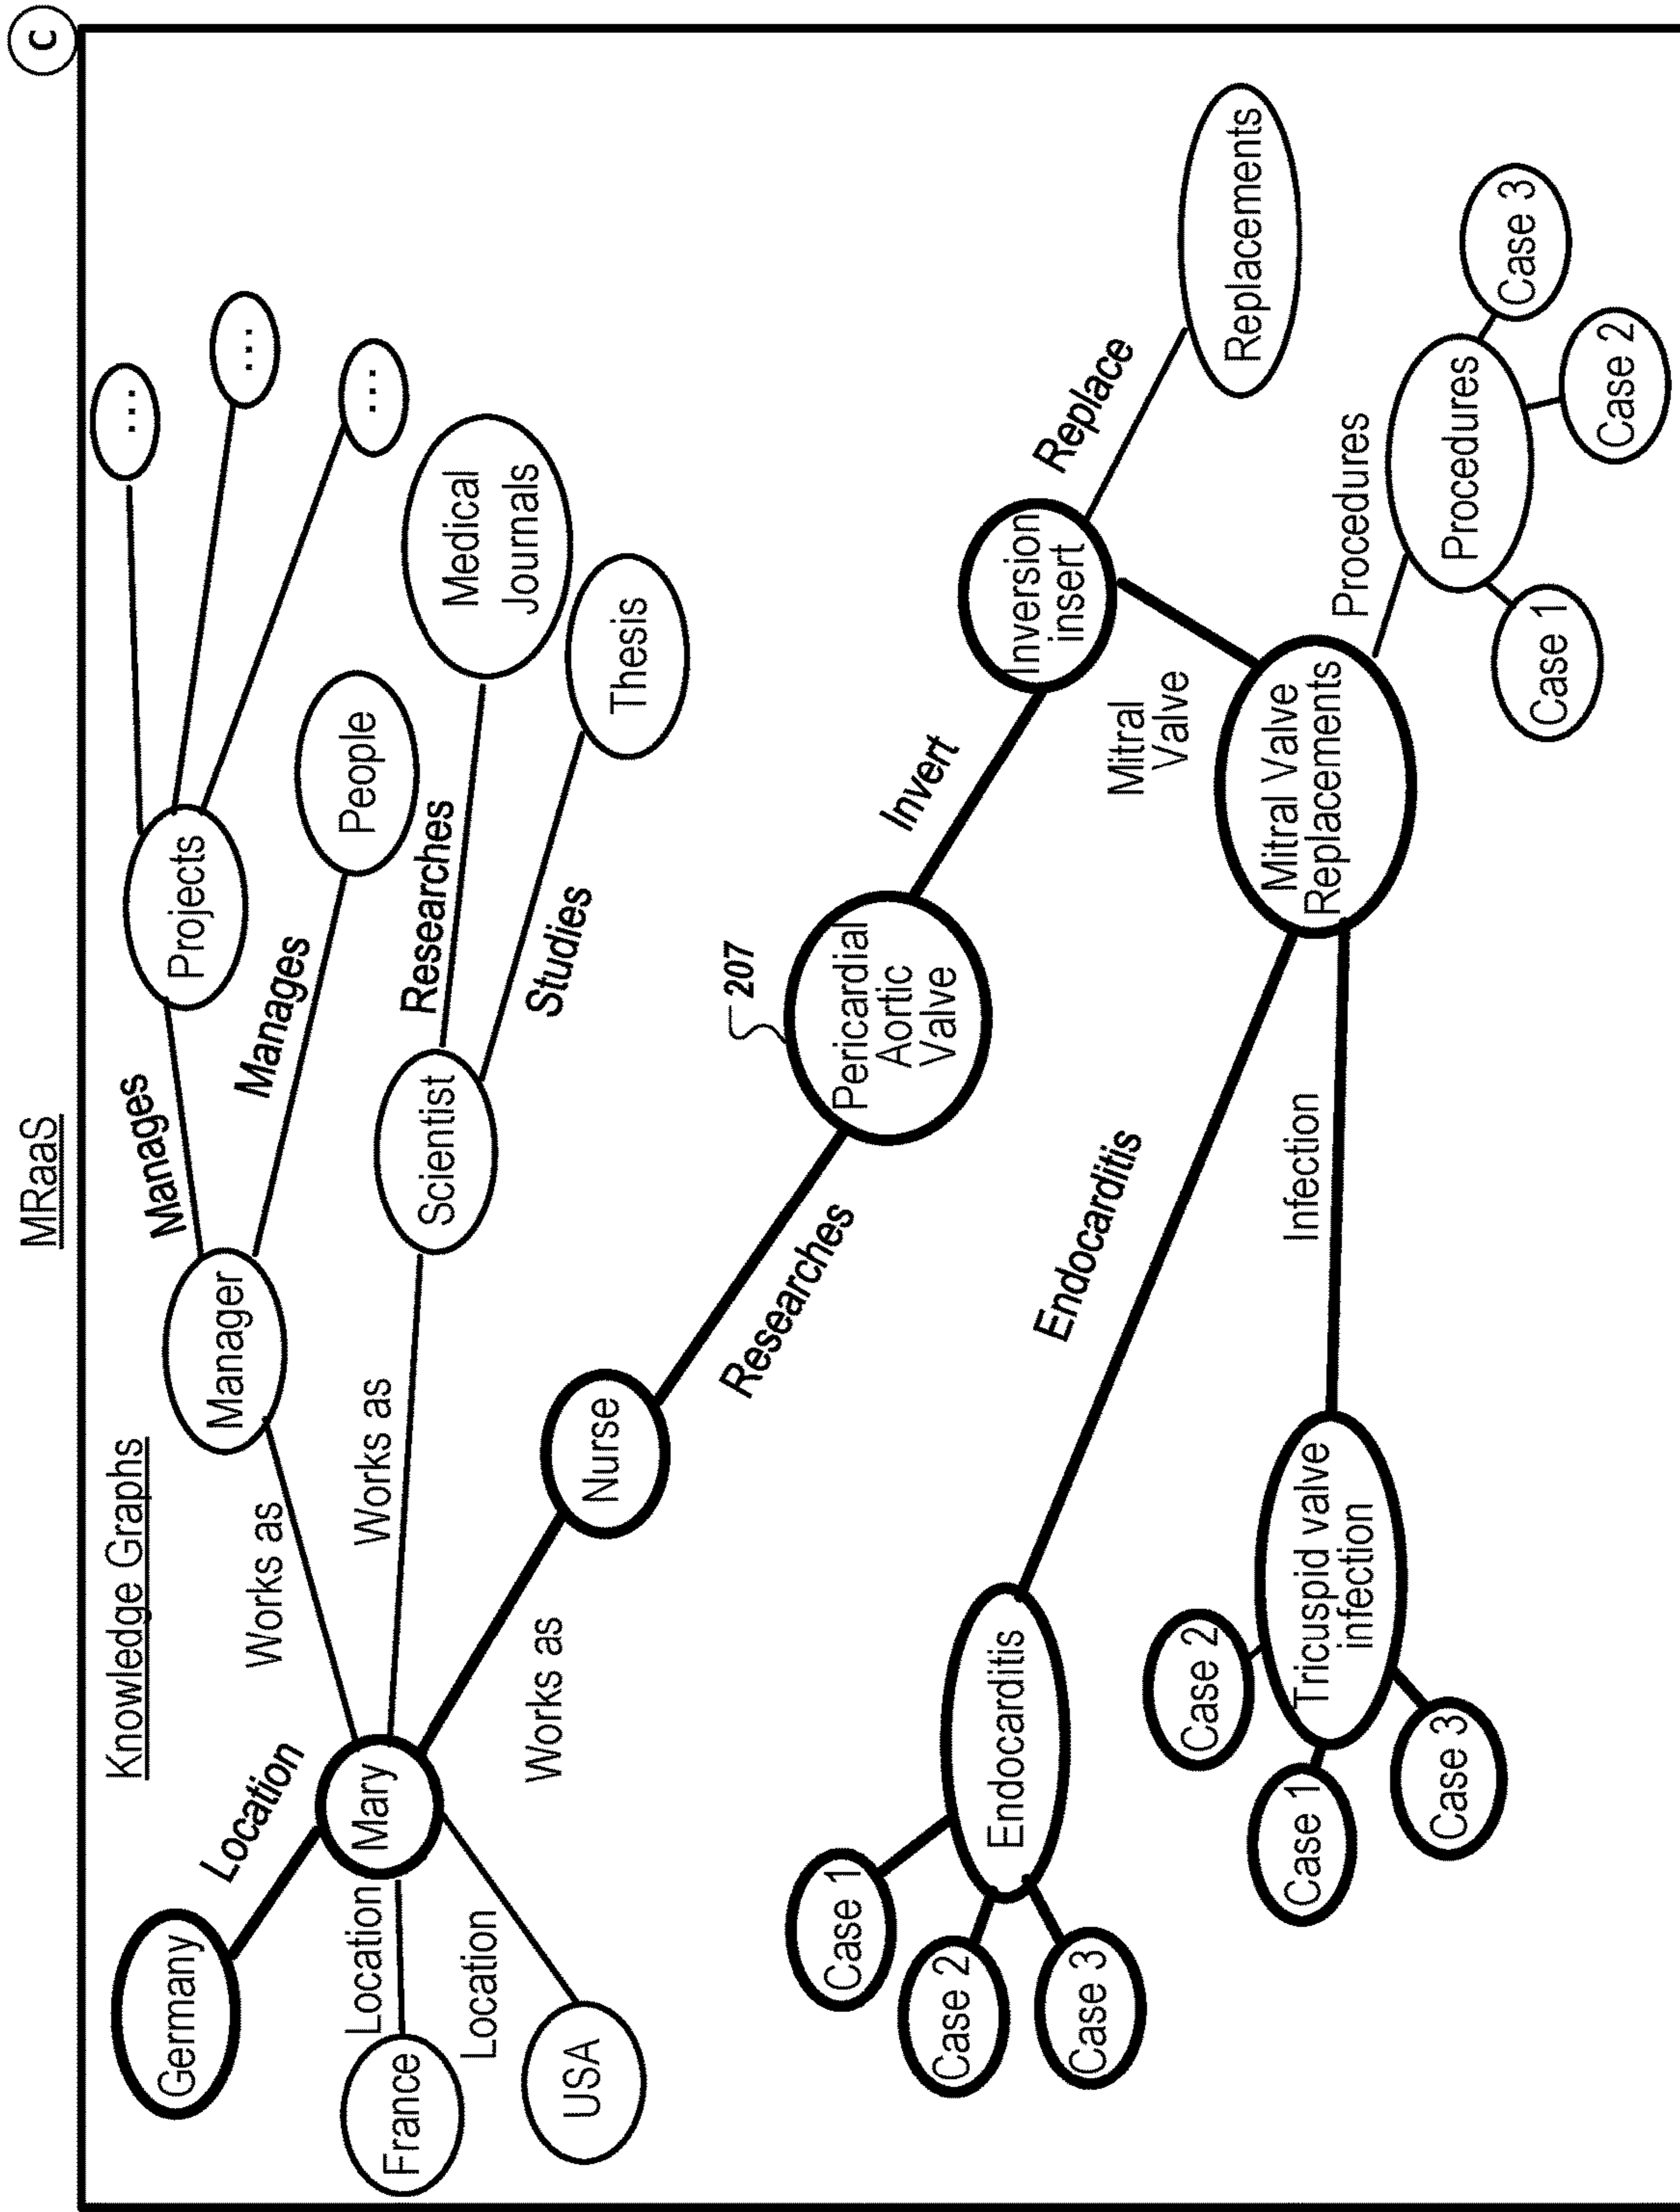 C
MRaaS
Knowledge Graphs
Germany
Location
Location
Location
France
USA
Mary
Works as
Works as
Works as
Manager
Manages
Manages
Projects
...
...
...
People
Scientist
Researches
Studies
Medical
Journals
Thesis
Nurse
Researches
207
Pericardial
Aortic
Valve
Invert
Inversion
insert
Replace
Replacements
Mitral
Valve
Mitral Valve
Replacements
Procedures
Procedures
Case 1
Case 2
Case 3
Endocarditis
Endocarditis
Case 1
Case 2
Case 3
Infection
Tricuspid valve
infection
Case 2
Case 1
Case 3